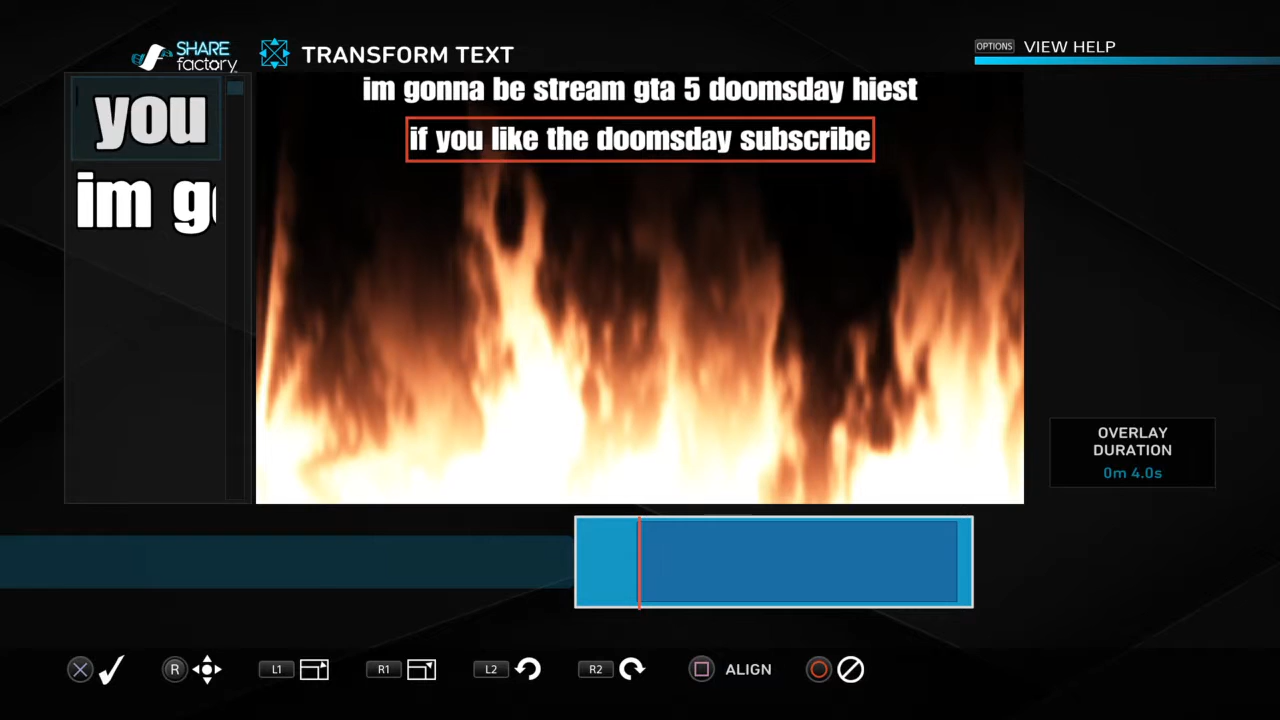 SHARE
factory
TRANSFORM TEXT
OPTIONS VIEW HELP
you
im go
im gonna be stream gta 5 doomsday hiest
if you like the doomsday subscribe
OVERLAY
DURATION
0m 4.0s
R
L1
R1
L2
R2
ALIGN